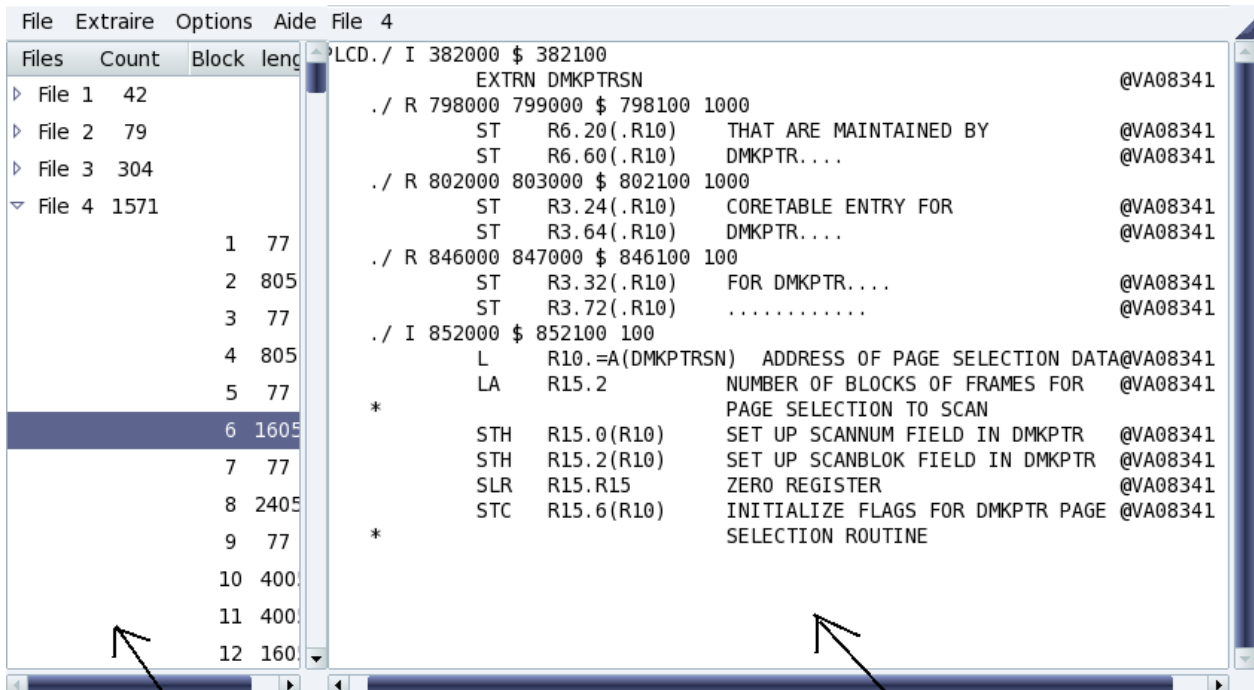 File Extraire Options Aide File 4
Files Count Block leng
File 1 42
File 2 79
File 3 304
File 4 1571
1 77
2 805
3 77
4 805
5 77
6 1605
7 77
8 2405
9 77
10 400
11 400
12 160
PLCD./ I 382000 $ 382100
EXTRN DMKPTRSN @VA08341
./ R 798000 799000 $ 798100 1000
ST R6.20(.R10) THAT ARE MAINTAINED BY @VA08341
ST R6.60(.R10) DMKPTR.... @VA08341
./ R 802000 803000 $ 802100 1000
ST R3.24(.R10) CORETABLE ENTRY FOR @VA08341
ST R3.64(.R10) DMKPTR.... @VA08341
./ R 846000 847000 $ 846100 100
ST R3.32(.R10) FOR DMKPTR.... @VA08341
ST R3.72(.R10) ............ @VA08341
./ I 852000 $ 852100 100
L R10.=A(DMKPTRSN) ADDRESS OF PAGE SELECTION DATA@VA08341
LA R15.2 NUMBER OF BLOCKS OF FRAMES FOR @VA08341
* PAGE SELECTION TO SCAN
STH R15.0(R10) SET UP SCANNUM FIELD IN DMKPTR @VA08341
STH R15.2(R10) SET UP SCANBLOK FIELD IN DMKPTR @VA08341
SLR R15.R15 ZERO REGISTER @VA08341
STC R15.6(R10) INITIALIZE FLAGS FOR DMKPTR PAGE @VA08341
* SELECTION ROUTINE